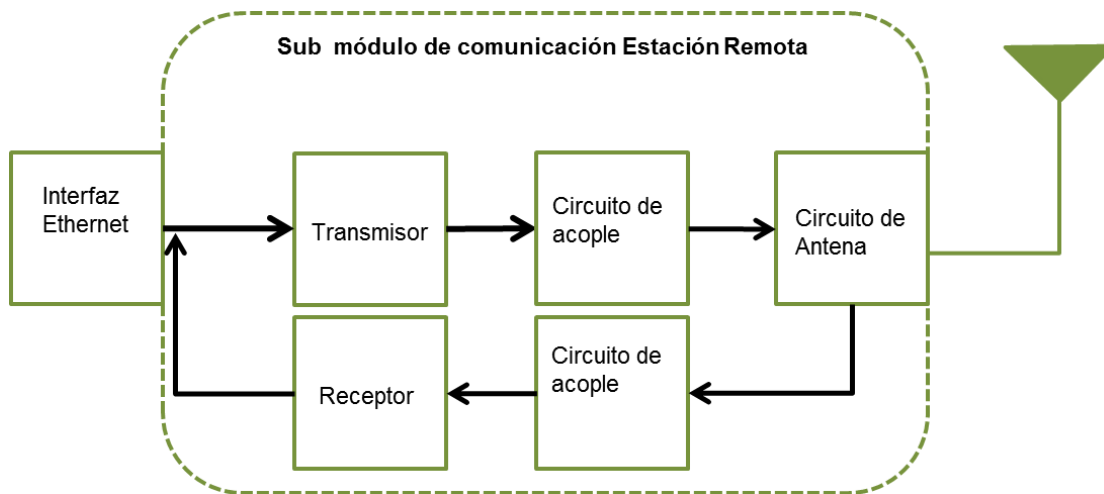 Sub módulo de comunicación Estación Remota
Interfaz
Ethernet
Transmisor
Circuito de
acople
Circuito de
Antena
Receptor
Circuito de
acople